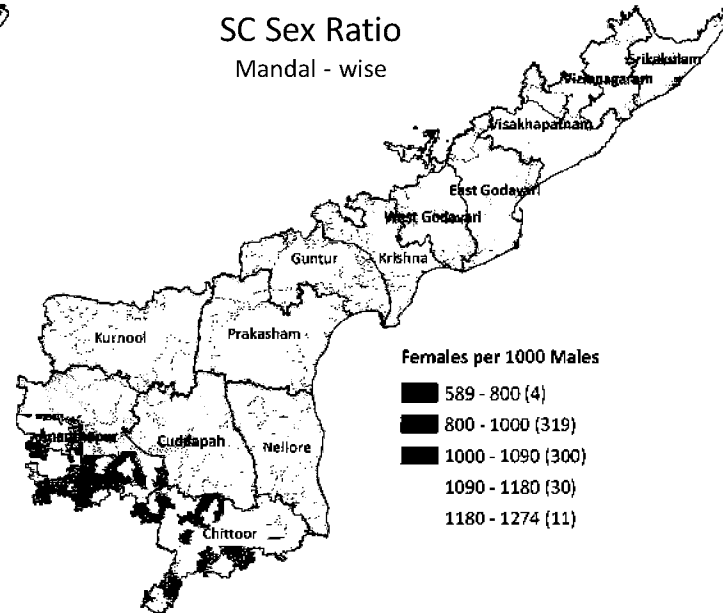 SC Sex Ratio
Mandal - wise
Srikakulam
Vizianagaram
Visakhapatnam
East Godavari
West Godavari
Guntur
Krishna
Kurnool
Prakasham
Females per 1000 Males
589 - 800 (4)
800 - 1000 (319)
1000 - 1090 (300)
1090 - 1180 (30)
1180 - 1274 (11)
Cuddapah
Nellore
Chittoor